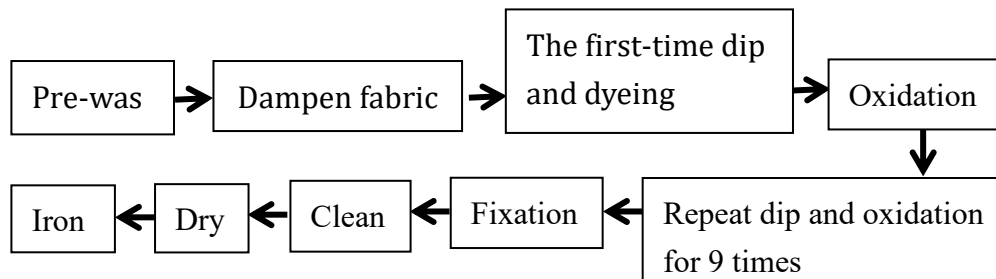 Pre-was
Dampen fabric
The first-time dip
and dyeing
Oxidation
Repeat dip and oxidation
for 9 times
Fixation
Clean
Dry
Iron